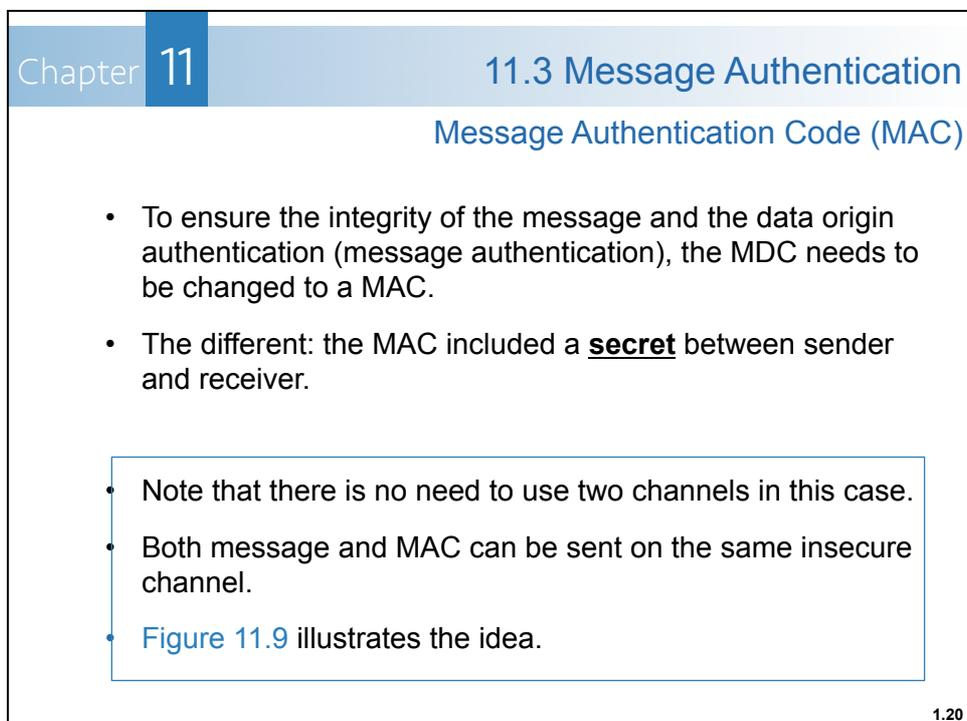 Chapter 11
11.3 Message Authentication
Message Authentication Code (MAC)
• To ensure the integrity of the message and the data origin
authentication (message authentication), the MDC needs to
be changed to a MAC.
• The different: the MAC included a secret between sender
and receiver.
• Note that there is no need to use two channels in this case.
• Both message and MAC can be sent on the same insecure
channel.
• Figure 11.9 illustrates the idea.
1.20